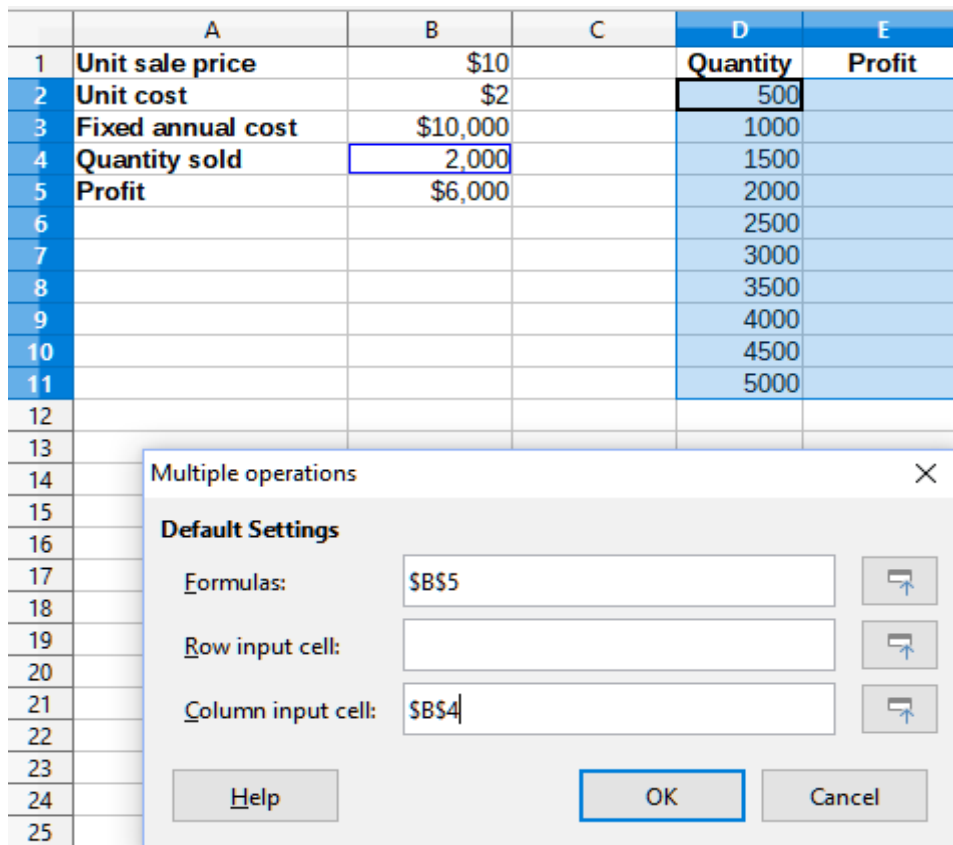 A B C D E
1 Unit sale price $10 Quantity Profit
2 Unit cost $2 500
3 Fixed annual cost $10,000 1000
4 Quantity sold 2,000 1500
5 Profit $6,000 2000
6 2500
7 3000
8 3500
9 4000
10 4500
11 5000
12
13
14 Multiple operations
15
16 Default Settings
17 Formulas: $B$5
18
19 Row input cell:
20
21 Column input cell: $B$4
22
23
24 Help OK Cancel
25